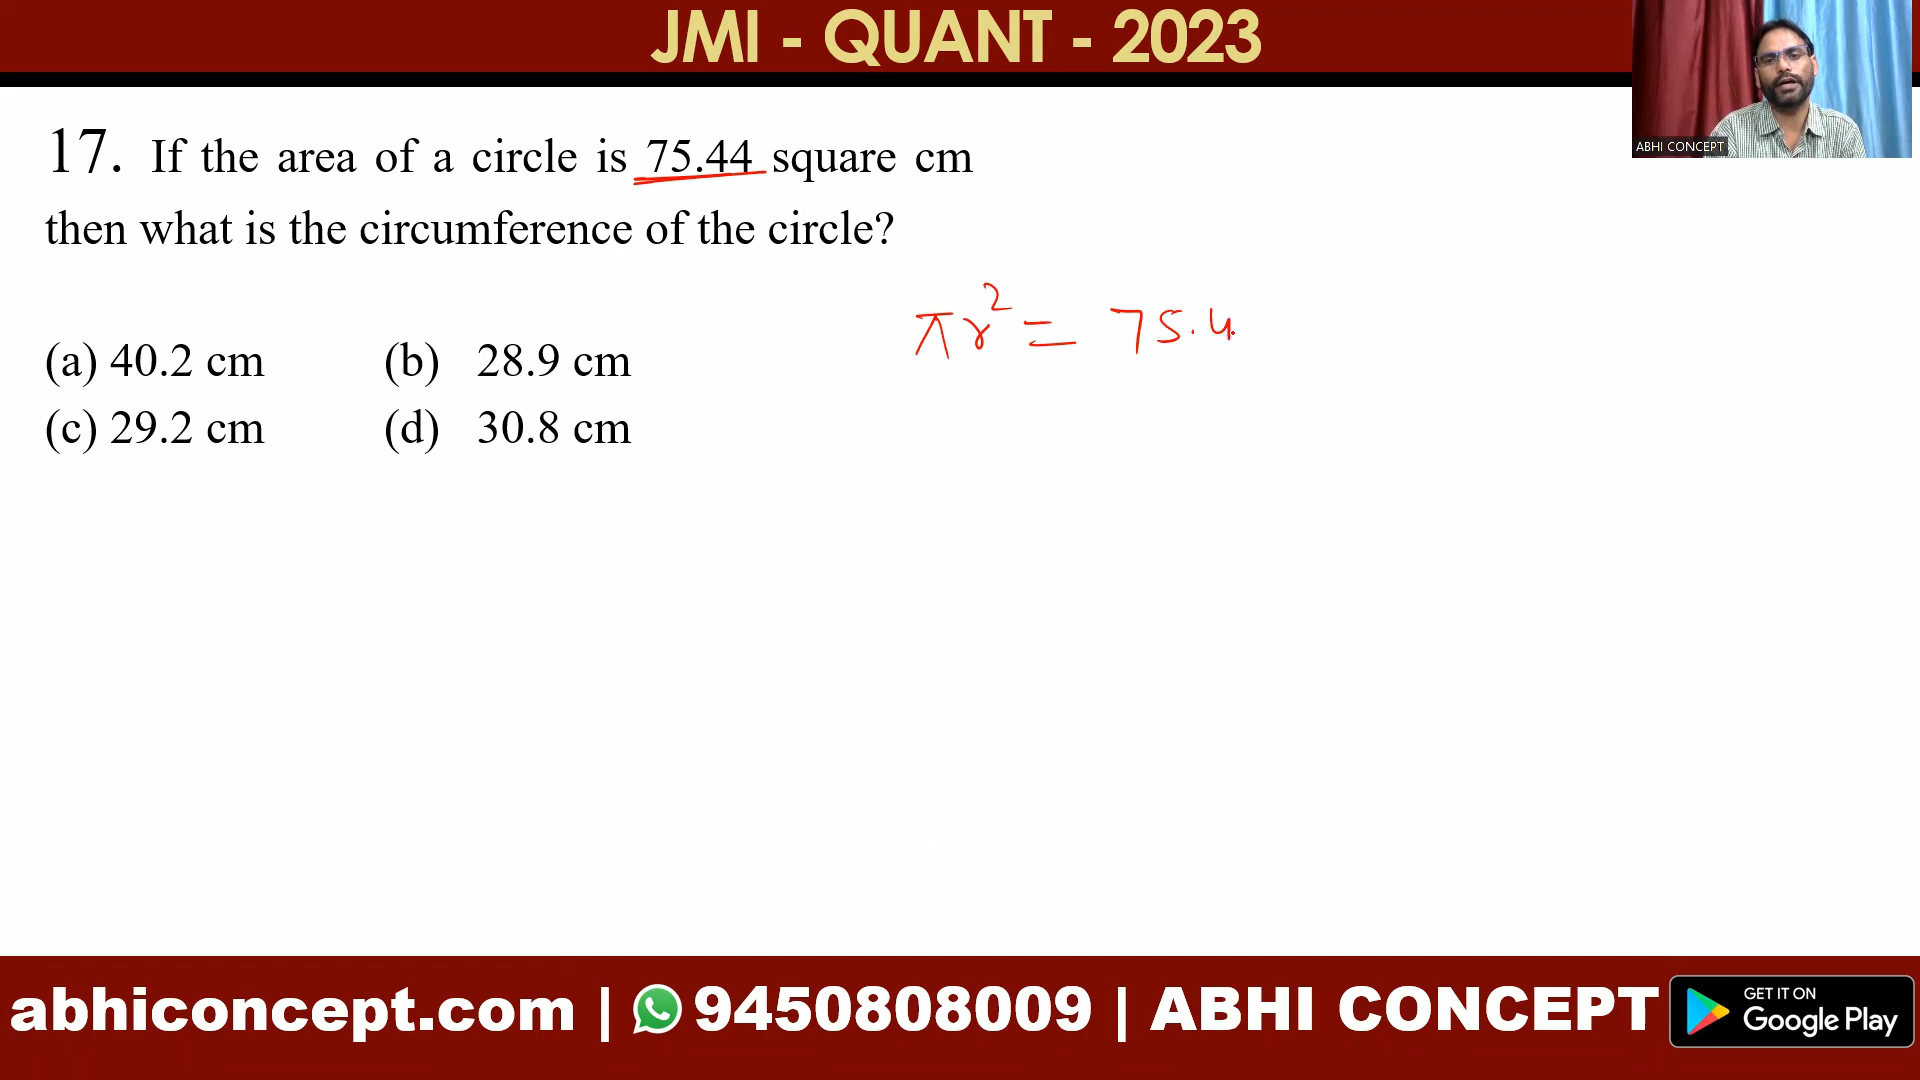 JMI - QUANT - 2023
ABHI CONCEPT
17. If the area of a circle is 75.44 square cm
then what is the circumference of the circle?
πr² = 75.4
(a) 40.2 cm (b) 28.9 cm
(c) 29.2 cm (d) 30.8 cm
abhiconcept.com | 9450808009 | ABHI CONCEPT
GET IT ON
Google Play